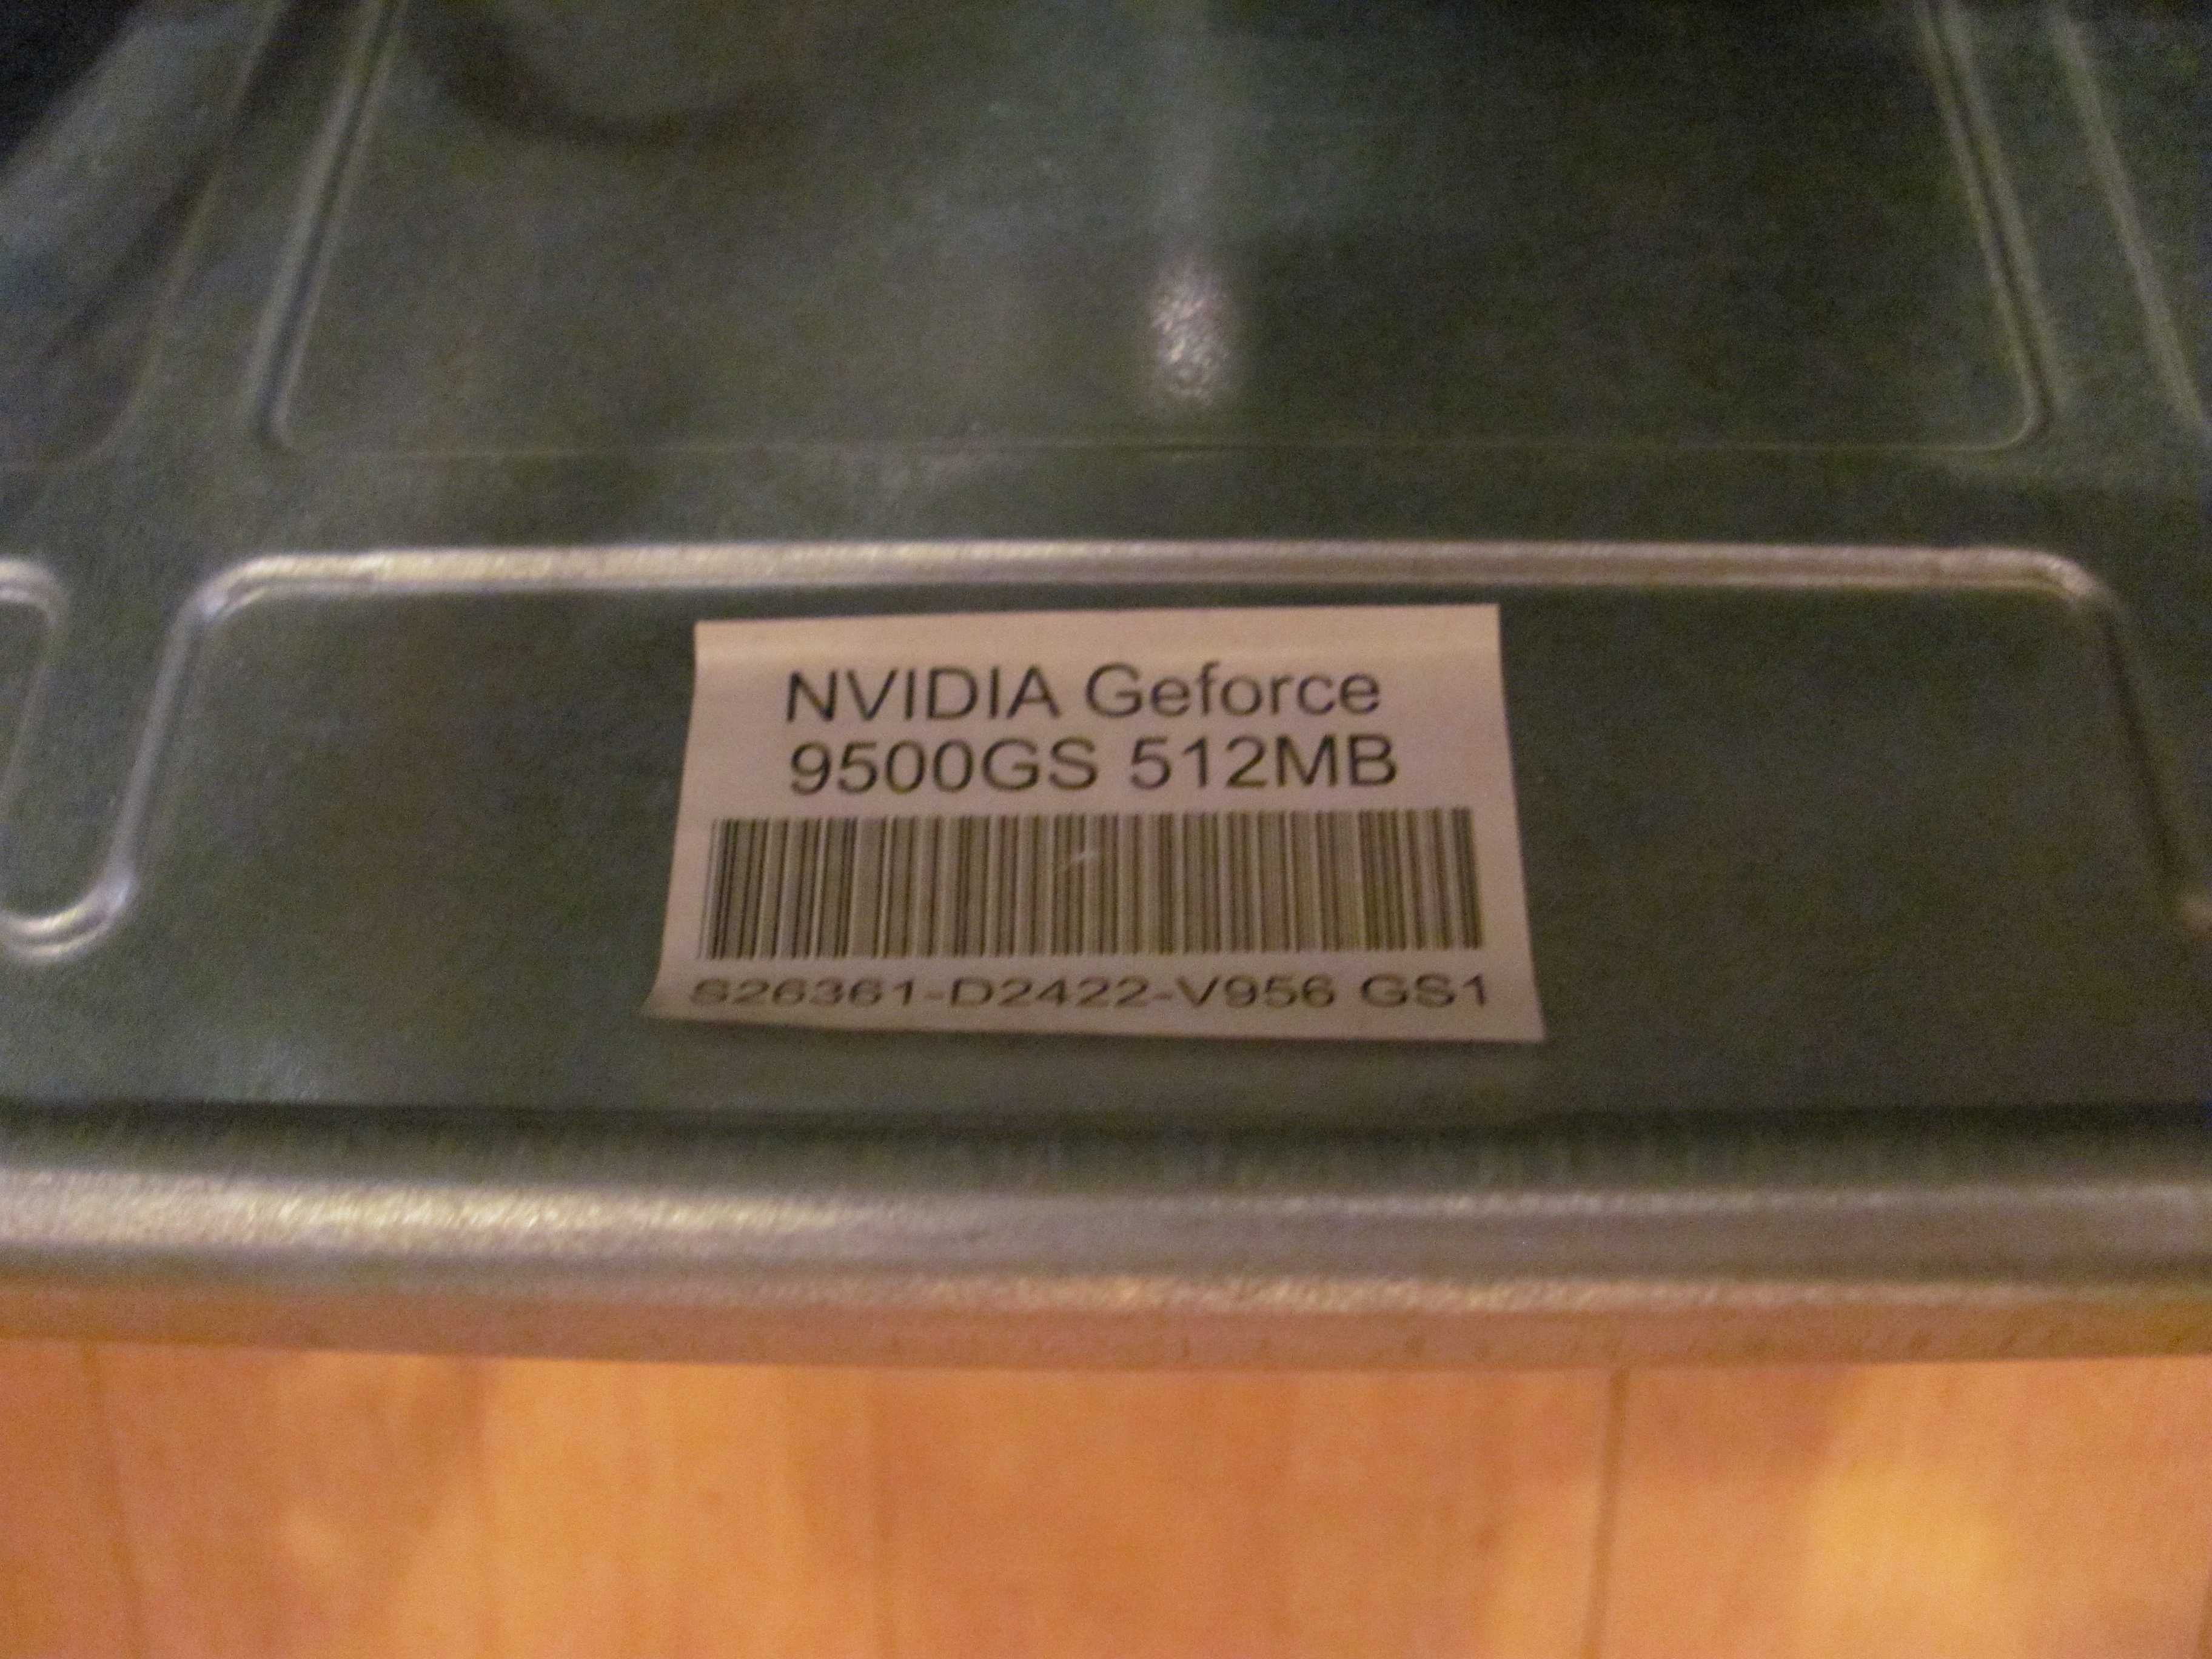 NVIDIA Geforce
9500GS 512MB
S26361-D2422-V956 GS1